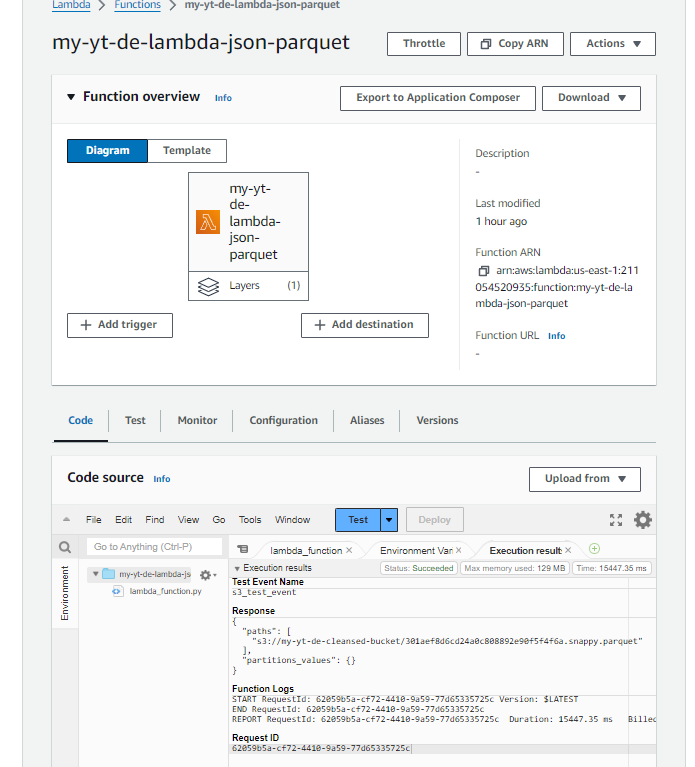 Lambda > Functions > my-yt-de-lambda-json-parquet
my-yt-de-lambda-json-parquet
Throttle
Copy ARN
Actions
Function overview Info
Export to Application Composer
Download
Diagram
Template
my-yt-
de-
lambda-
json-
parquet
Layers (1)
+ Add trigger
+ Add destination
Description
-
Last modified
1 hour ago
Function ARN
arn:aws:lambda:us-east-1:211
054520935:function:my-yt-de-la
mbda-json-parquet
Function URL Info
-
Code
Test
Monitor
Configuration
Aliases
Versions
Code source Info
Upload from
File Edit Find View Go Tools Window
Test
Deploy
Go to Anything (Ctrl-P)
Environment
my-yt-de-lambda-js
lambda_function.py
lambda_function ×
Environment Var ×
Execution result: ×
Execution results
Status: Succeeded
Max memory used: 129 MB
Time: 15447.35 ms
Test Event Name
s3_test_event
Response
{
"paths": [
"s3://my-yt-de-cleansed-bucket/301aef8d6cd24a0c808892e90f5f4f6a.snappy.parquet"
],
"partitions_values": {}
}
Function Logs
START RequestId: 62059b5a-cf72-4410-9a59-77d65335725c Version: $LATEST
END RequestId: 62059b5a-cf72-4410-9a59-77d65335725c
REPORT RequestId: 62059b5a-cf72-4410-9a59-77d65335725c Duration: 15447.35 ms Billed
Request ID
62059b5a-cf72-4410-9a59-77d65335725c